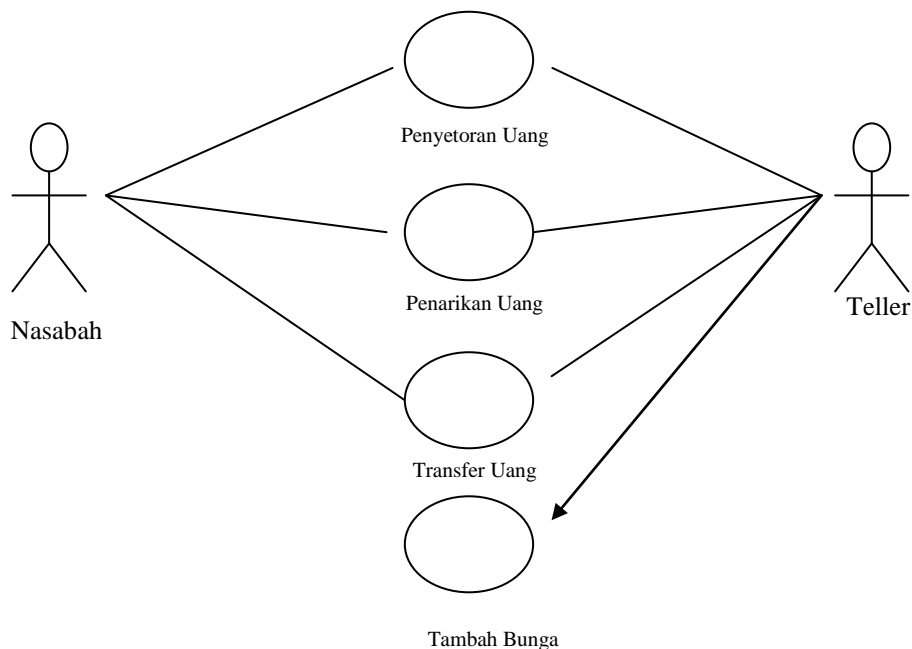 Penyetoran Uang
Penarikan Uang
Nasabah
Teller
Transfer Uang
Tambah Bunga